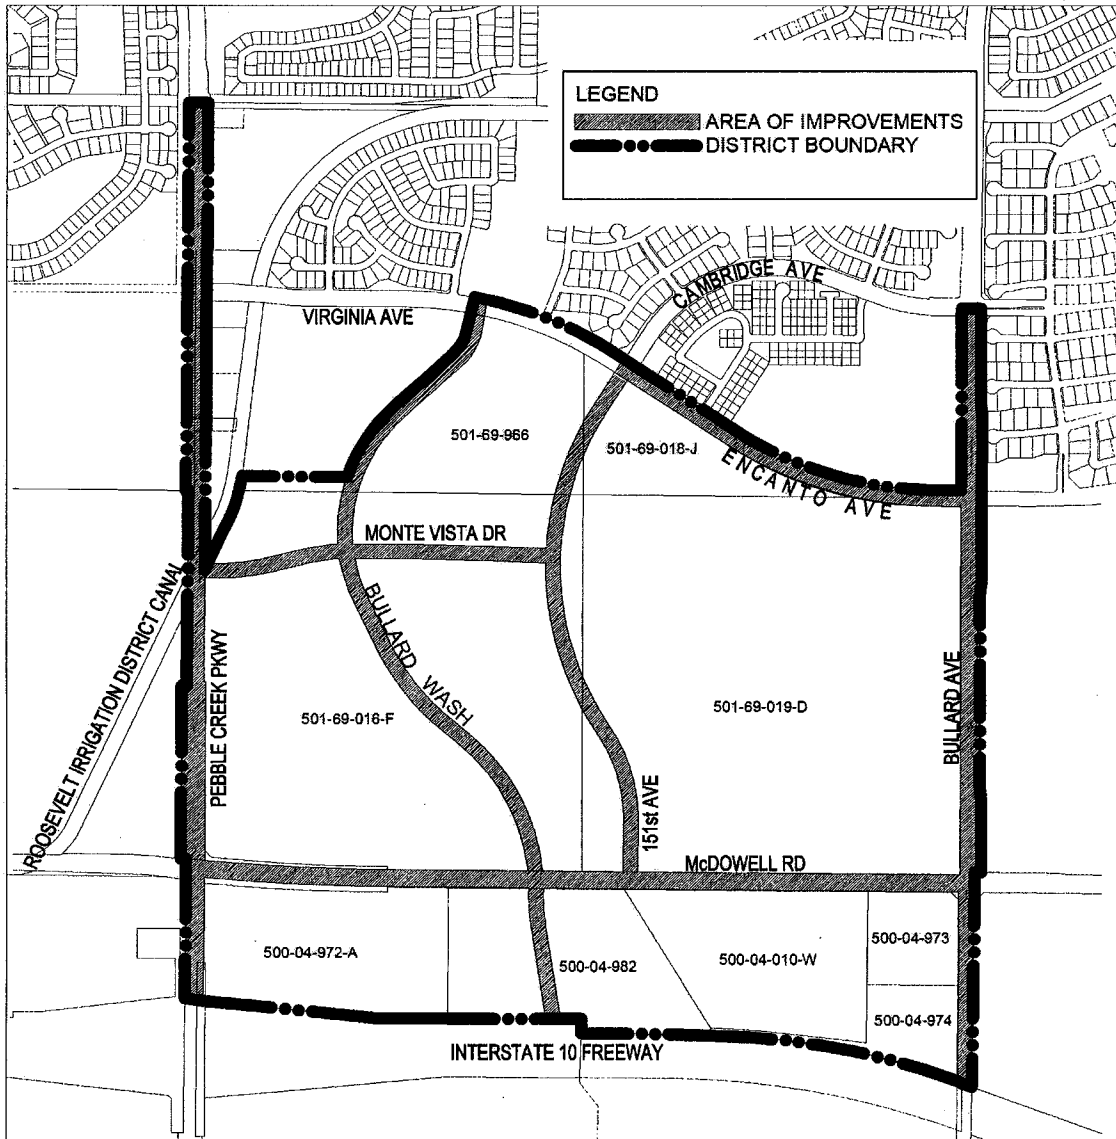 LEGEND
AREA OF IMPROVEMENTS
DISTRICT BOUNDARY
CAMBRIDGE AVE
VIRGINIA AVE
501-69-966
501-69-018-J
ENCANTO AVE
MONTE VISTA DR
ROOSEVELT IRRIGATION DISTRICT CANAL
PEBBLE CREEK PKWY
BULLARD WASH
501-69-016-F
501-69-019-D
BULLARD AVE
151st AVE
McDOWELL RD
500-04-972-A
500-04-982
500-04-010-W
500-04-973
500-04-974
INTERSTATE 10 FREEWAY